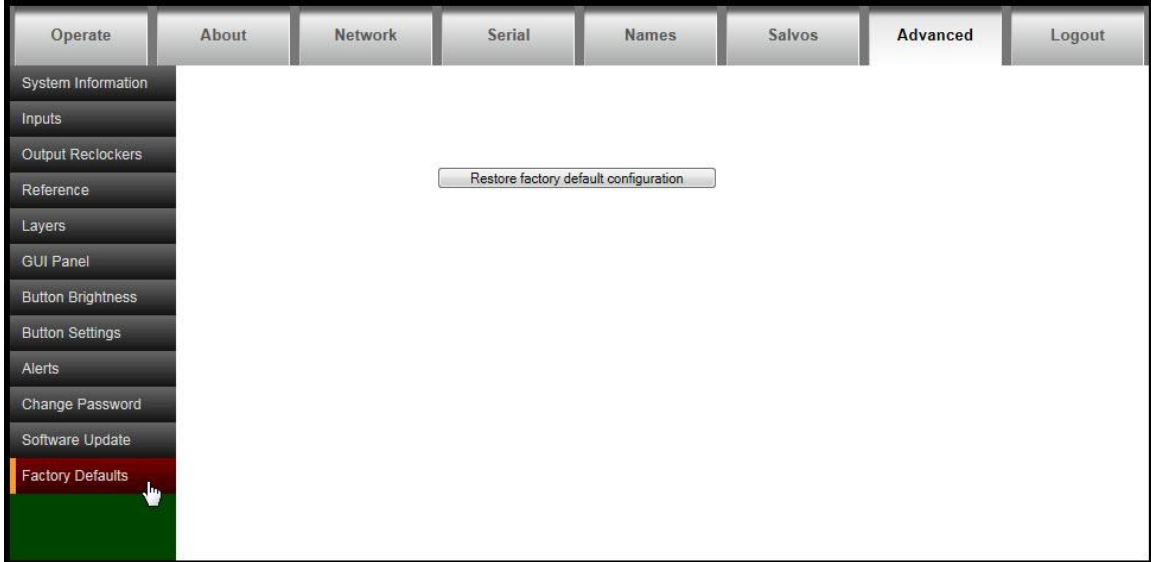 Operate About Network Serial Names Salvos Advanced Logout
System Information
Inputs
Output Reclockers
Restore factory default configuration
Reference
Layers
GUI Panel
Button Brightness
Button Settings
Alerts
Change Password
Software Update
Factory Defaults